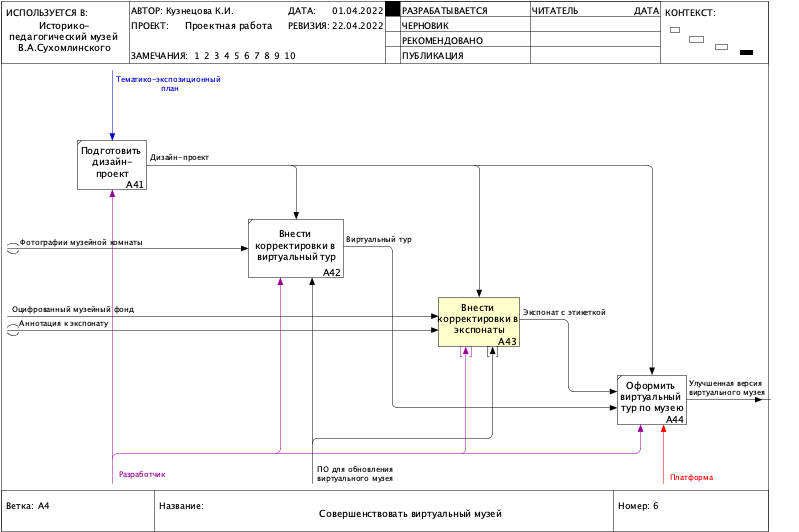 ИСПОЛЬЗУЕТСЯ В:
Историко-
педагогический музей
В.А.Сухомлинского
АВТОР: Кузнецова К.И.
ДАТА: 01.04.2022
ПРОЕКТ: Проектная работа
РЕВИЗИЯ: 22.04.2022
ЗАМЕЧАНИЯ: 1 2 3 4 5 6 7 8 9 10
РАЗРАБАТЫВАЕТСЯ
ЧЕРНОВИК
РЕКОМЕНДОВАНО
ПУБЛИКАЦИЯ
ЧИТАТЕЛЬ
ДАТА
КОНТЕКСТ:
Тематико-экспозиционный
план
Подготовить
дизайн-
проект
A41
Дизайн-проект
Фотографии музейной комнаты
Внести
корректировки в
виртуальный тур
A42
Виртуальный тур
Оцифрованный музейный фонд
Аннотация к экспонату
Внести
корректировки в
экспонаты
A43
Экспонат с этикеткой
Оформить
виртуальный
тур по музею
A44
Улучшенная версия
виртуального музея
Разработчик
ПО для обновления
виртуального музея
Платформа
Ветка: A4
Название:
Совершенствовать виртуальный музей
Номер: 6